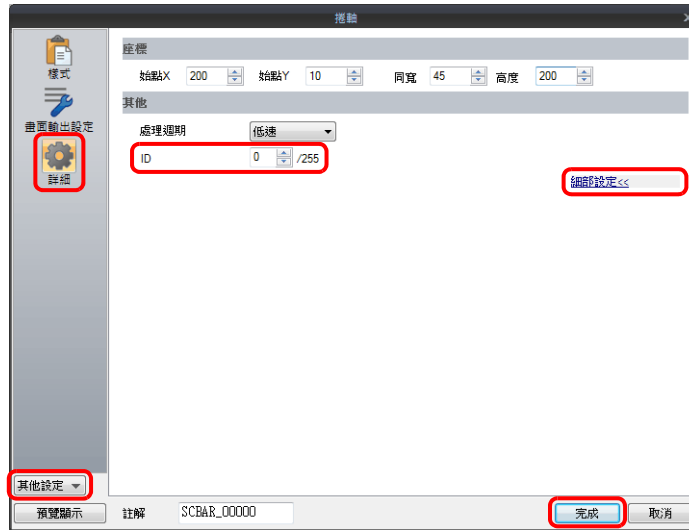 捲軸
樣式
畫面輸出設定
詳細
座標
始點X 200 始點Y 10 同寬 45 高度 200
其他
處理週期 低速
ID 0 /255
細部設定<<
其他設定
預覽顯示 註解 SCBAR_00000 完成 取消